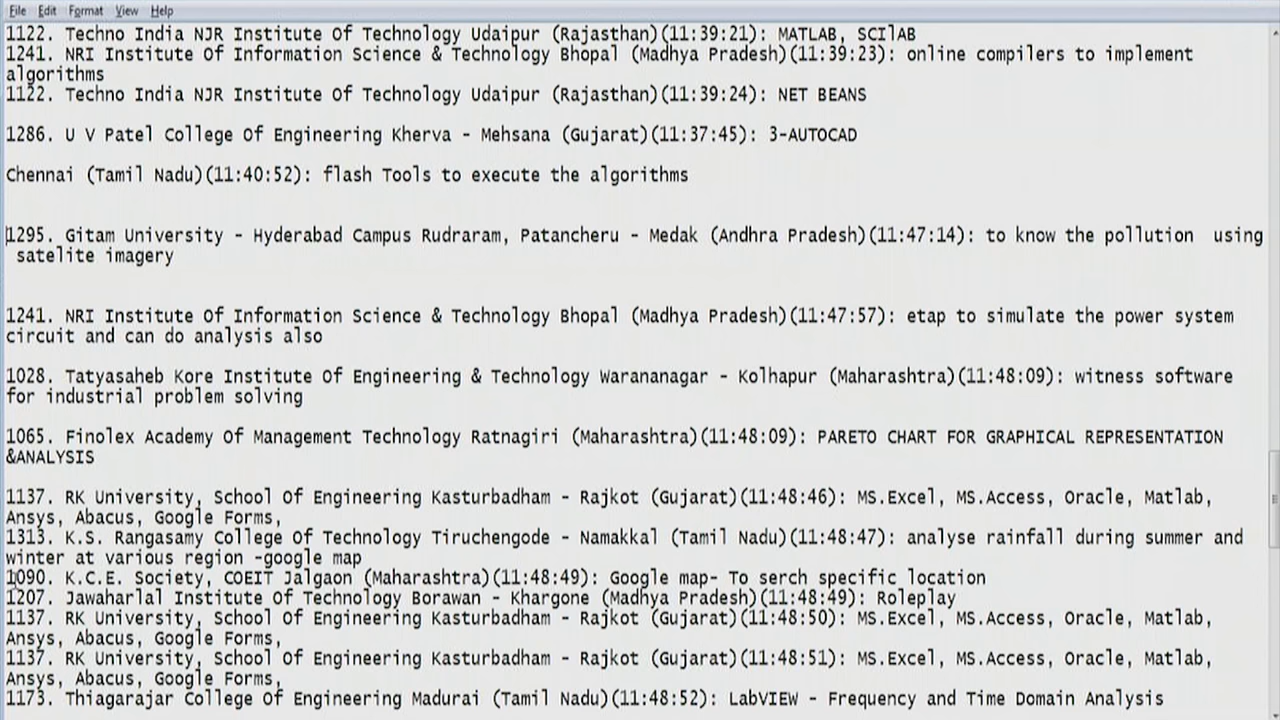 File Edit Format View Help
1122. Techno India NJR Institute Of Technology Udaipur (Rajasthan)(11:39:21): MATLAB, SCIlAB
1241. NRI Institute Of Information Science & Technology Bhopal (Madhya Pradesh)(11:39:23): online compilers to implement
algorithms
1122. Techno India NJR Institute Of Technology Udaipur (Rajasthan)(11:39:24): NET BEANS
1286. U V Patel College Of Engineering Kherva - Mehsana (Gujarat)(11:37:45): 3-AUTOCAD
Chennai (Tamil Nadu)(11:40:52): flash Tools to execute the algorithms
1295. Gitam University - Hyderabad Campus Rudraram, Patancheru - Medak (Andhra Pradesh)(11:47:14): to know the pollution  using
satelite imagery
1241. NRI Institute Of Information Science & Technology Bhopal (Madhya Pradesh)(11:47:57): etap to simulate the power system
circuit and can do analysis also
1028. Tatyasaheb Kore Institute Of Engineering & Technology Warananagar - Kolhapur (Maharashtra)(11:48:09): witness software
for industrial problem solving
1065. Finolex Academy Of Management Technology Ratnagiri (Maharashtra)(11:48:09): PARETO CHART FOR GRAPHICAL REPRESENTATION
&ANALYSIS
1137. RK University, School Of Engineering Kasturbadham - Rajkot (Gujarat)(11:48:46): MS.Excel, MS.Access, Oracle, Matlab,
Ansys, Abacus, Google Forms,
1313. K.S. Rangasamy College Of Technology Tiruchengode - Namakkal (Tamil Nadu)(11:48:47): analyse rainfall during summer and
winter at various region -google map
1090. K.C.E. Society, COEIT Jalgaon (Maharashtra)(11:48:49): Google map- To serch specific location
1207. Jawaharlal Institute Of Technology Borawan - Khargone (Madhya Pradesh)(11:48:49): Roleplay
1137. RK University, School Of Engineering Kasturbadham - Rajkot (Gujarat)(11:48:50): MS.Excel, MS.Access, Oracle, Matlab,
Ansys, Abacus, Google Forms,
1137. RK University, School Of Engineering Kasturbadham - Rajkot (Gujarat)(11:48:51): MS.Excel, MS.Access, Oracle, Matlab,
Ansys, Abacus, Google Forms,
1173. Thiagarajar College Of Engineering Madurai (Tamil Nadu)(11:48:52): LabVIEW - Frequency and Time Domain Analysis